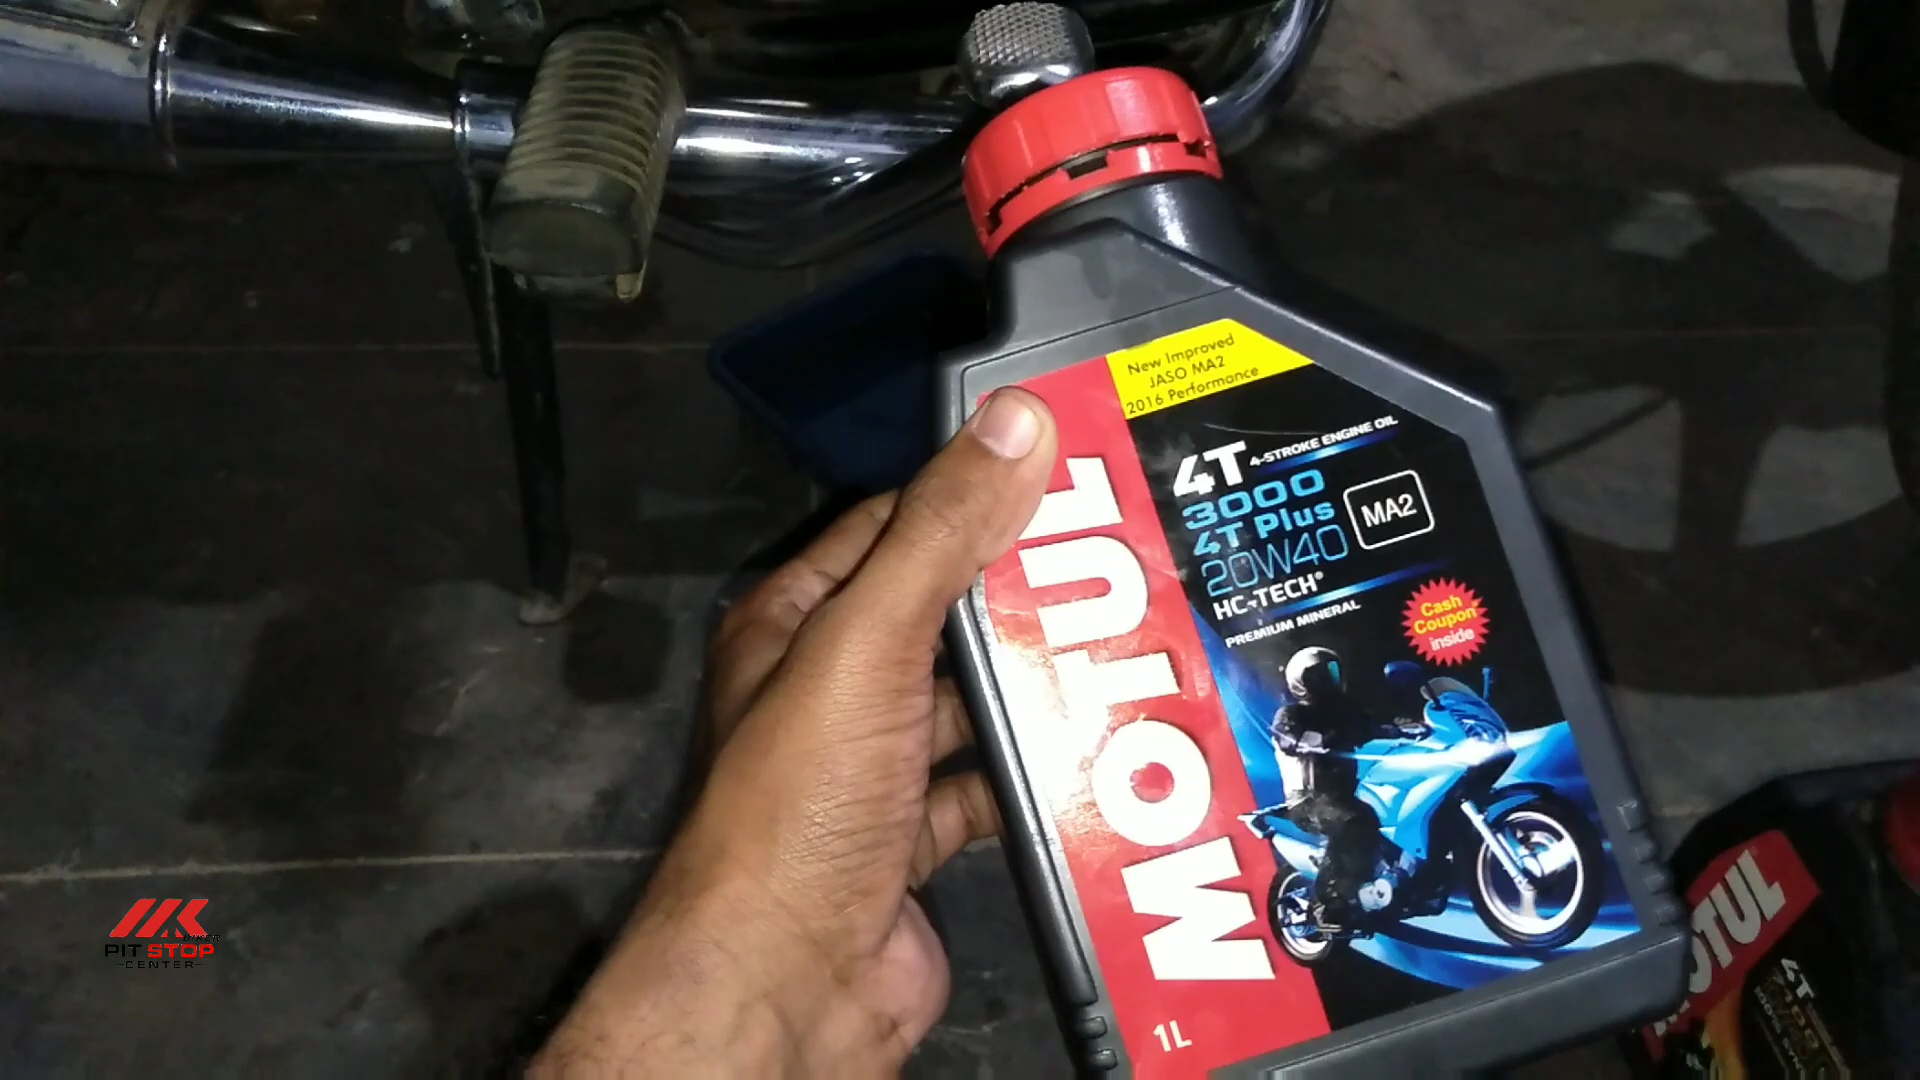 New Improved
JASO MA2
2016 Performance
4T 4-STROKE ENGINE OIL
3000
4T Plus
20W40
MA2
HC-TECH®
PREMIUM MINERAL
Cash
Coupon
inside
MOTUL
1L
MOTUL
4T
BIKER
PIT STOP
-CENTER-